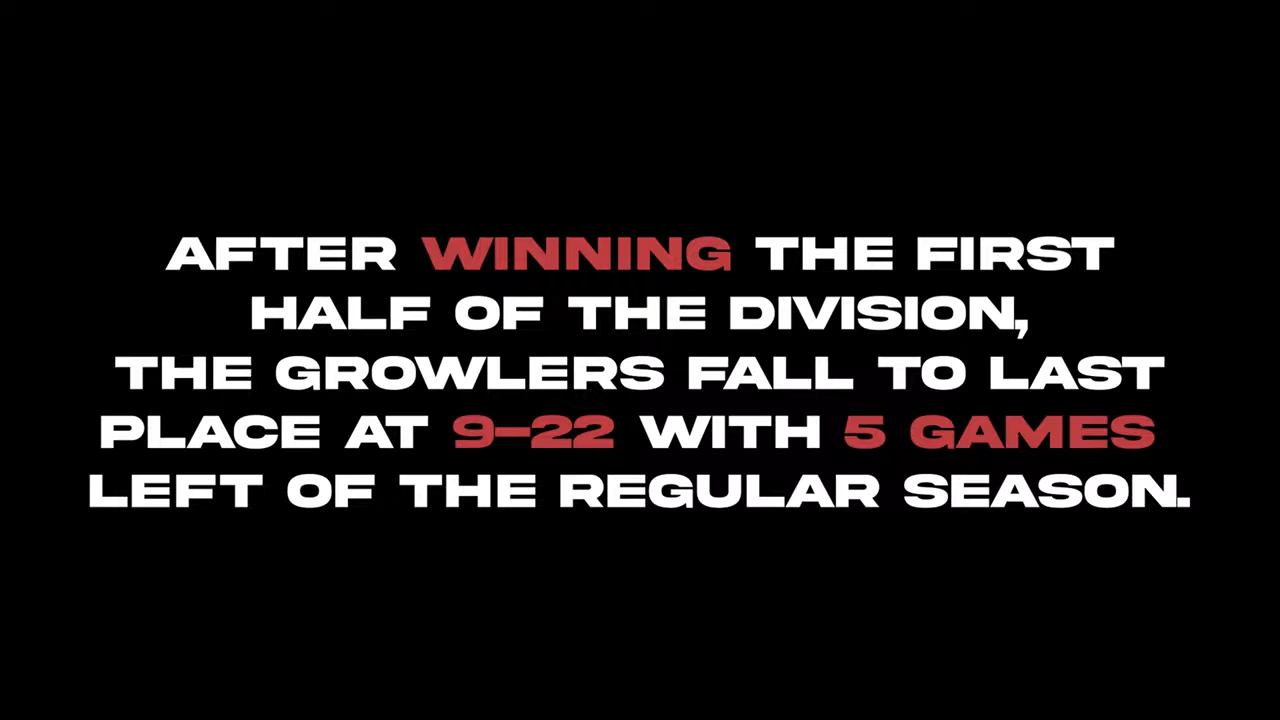 AFTER WINNING THE FIRST
HALF OF THE DIVISION,
THE GROWLERS FALL TO LAST
PLACE AT 9–22 WITH 5 GAMES
LEFT OF THE REGULAR SEASON.